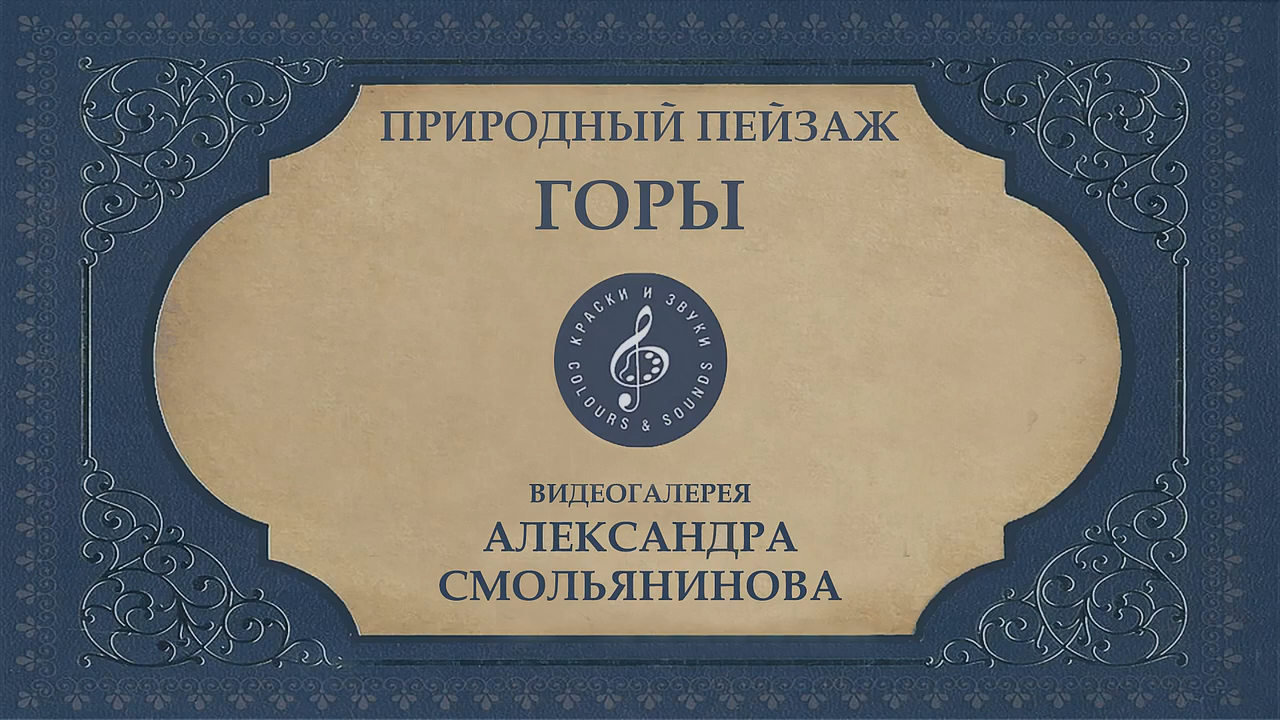 ПРИРОДНЫЙ ПЕЙЗАЖ
ГОРЫ
КРАСКИ И ЗВУКИ
COLOURS & SOUNDS
ВИДЕОГАЛЕРЕЯ
АЛЕКСАНДРА
СМОЛЬЯНИНОВА